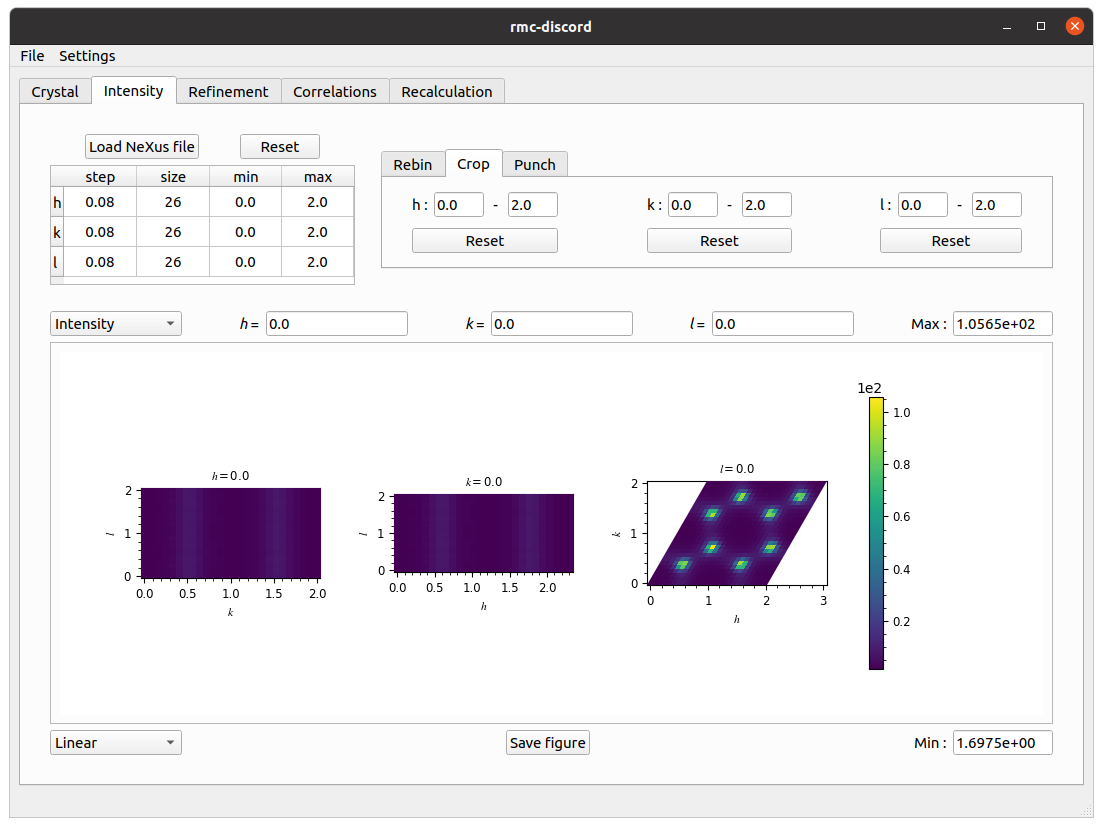 rmc-discord
File Settings
Crystal Intensity Refinement Correlations Recalculation
Load NeXus file Reset
step size min max
h 0.08 26 0.0 2.0
k 0.08 26 0.0 2.0
l 0.08 26 0.0 2.0
Rebin Crop Punch
h : 0.0 - 2.0 k : 0.0 - 2.0 l : 0.0 - 2.0
Reset Reset Reset
Intensity h = 0.0 k = 0.0 l = 0.0 Max : 1.0565e+02
h=0.0
2
1
0
l
0.0 0.5 1.0 1.5 2.0
k
k=0.0
2
1
0
l
0.0 0.5 1.0 1.5 2.0
h
l=0.0
2
1
0
k
0 1 2 3
h
1e2
1.0
0.8
0.6
0.4
0.2
Linear Save figure Min : 1.6975e+00